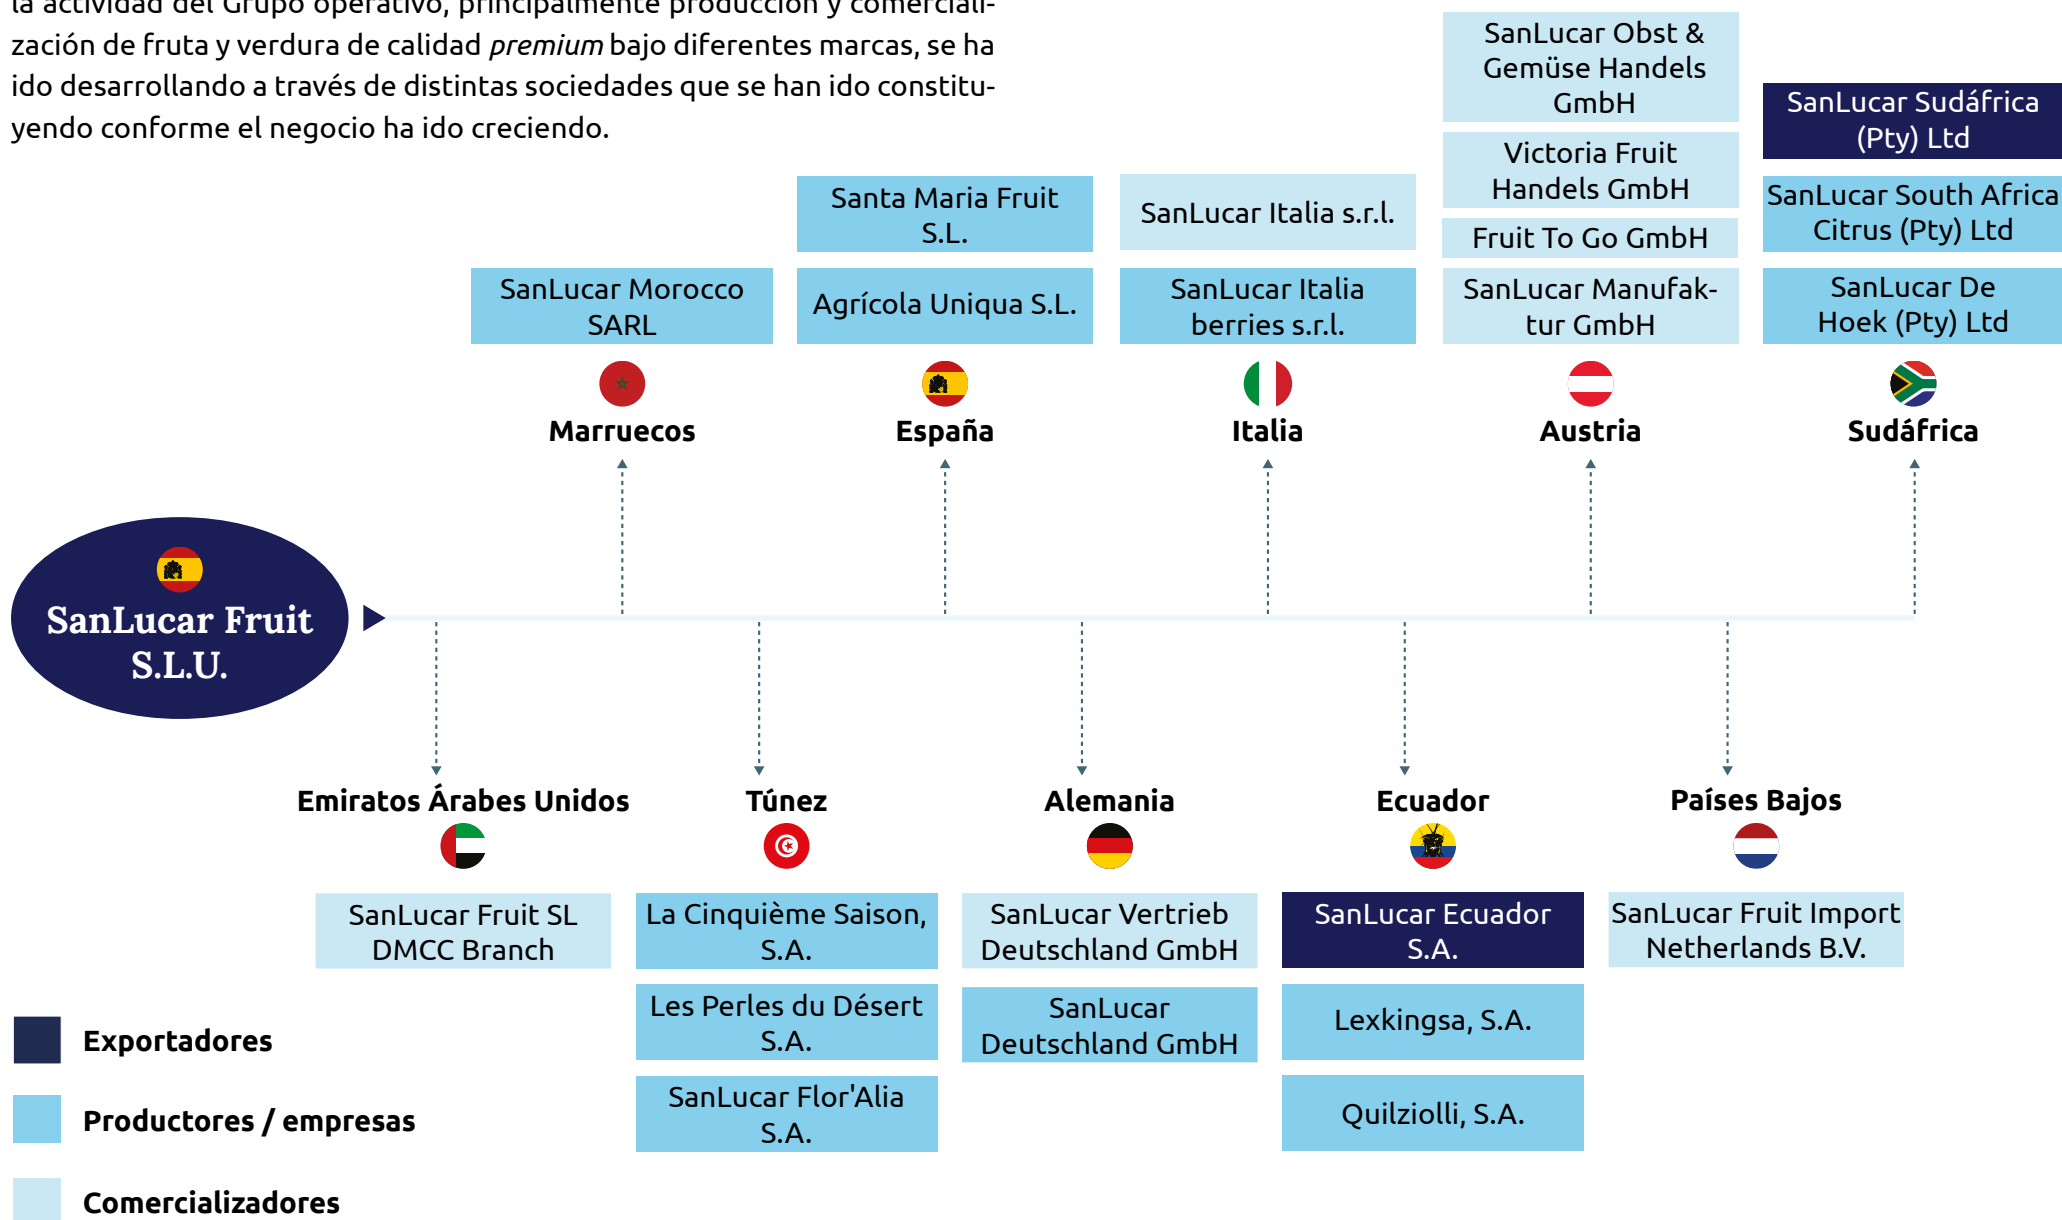 la actividad del Grupo operativo, principalmente producción y comerciali-
zación de fruta y verdura de calidad premium bajo diferentes marcas, se ha
ido desarrollando a través de distintas sociedades que se han ido constitu-
yendo conforme el negocio ha ido creciendo.
SanLucar Morocco
SARL
Marruecos
Santa Maria Fruit
S.L.
Agrícola Uniqua S.L.
España
SanLucar Italia s.r.l.
SanLucar Italia
berries s.r.l.
Italia
SanLucar Obst &
Gemüse Handels
GmbH
Victoria Fruit
Handels GmbH
Fruit To Go GmbH
SanLucar Manufak-
tur GmbH
Austria
SanLucar Sudáfrica
(Pty) Ltd
SanLucar South Africa
Citrus (Pty) Ltd
SanLucar De
Hoek (Pty) Ltd
Sudáfrica
SanLucar Fruit
S.L.U.
Emiratos Árabes Unidos
SanLucar Fruit SL
DMCC Branch
Túnez
La Cinquième Saison,
S.A.
Les Perles du Désert
S.A.
SanLucar Flor'Alia
S.A.
Alemania
SanLucar Vertrieb
Deutschland GmbH
SanLucar
Deutschland GmbH
Ecuador
SanLucar Ecuador
S.A.
Lexkingsa, S.A.
Quilziolli, S.A.
Países Bajos
SanLucar Fruit Import
Netherlands B.V.
Exportadores
Productores / empresas
Comercializadores